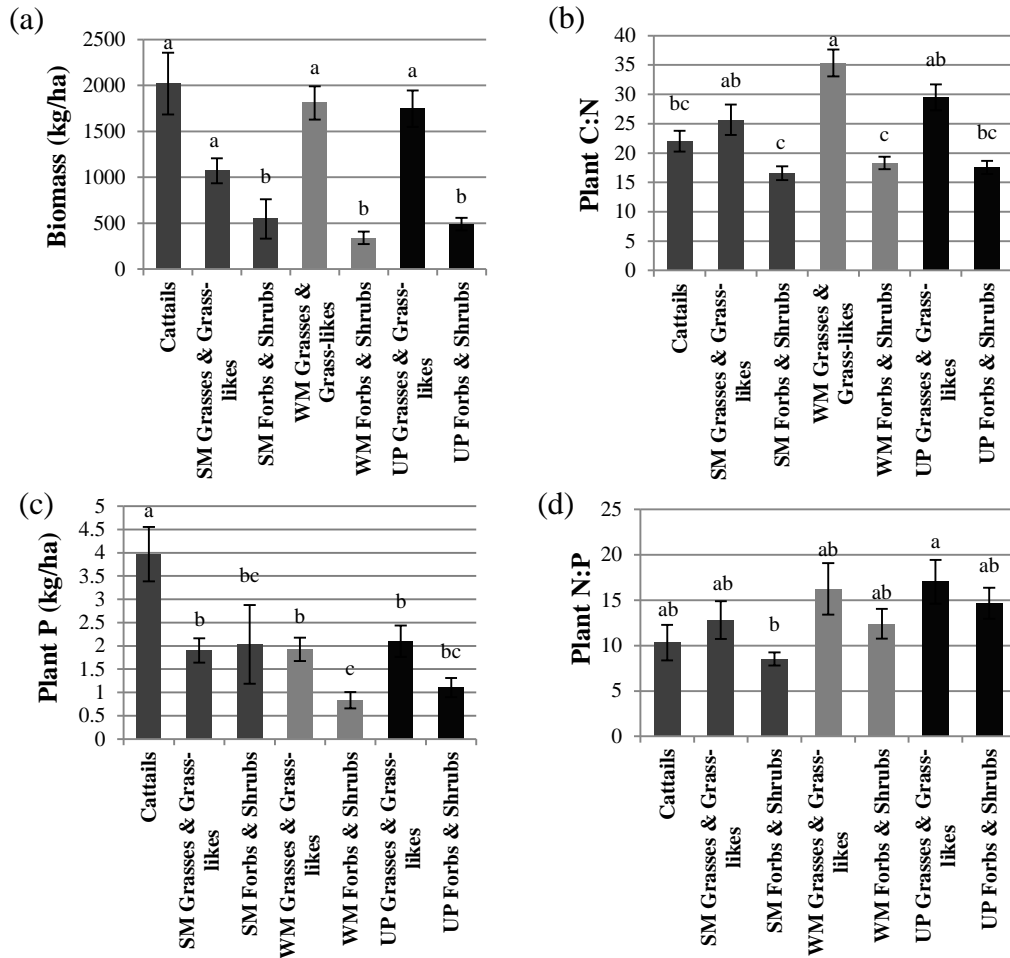 (a)
Biomass (kg/ha)
2500
2000
1500
1000
500
0
a
a
b
a
b
a
b
Cattails
SM Grasses & Grass-
likes
SM Forbs & Shrubs
WM Grasses &
Grass-likes
WM Forbs & Shrubs
UP Grasses & Grass-
likes
UP Forbs & Shrubs
(b)
Plant C:N
40
35
30
25
20
15
10
5
0
bc
ab
c
a
c
ab
bc
Cattails
SM Grasses & Grass-
likes
SM Forbs & Shrubs
WM Grasses &
Grass-likes
WM Forbs & Shrubs
UP Grasses & Grass-
likes
UP Forbs & Shrubs
(c)
Plant P (kg/ha)
5
4.5
4
3.5
3
2.5
2
1.5
1
0.5
0
a
b
bc
b
c
b
bc
Cattails
SM Grasses & Grass-
likes
SM Forbs & Shrubs
WM Grasses & Grass-
likes
WM Forbs & Shrubs
UP Grasses & Grass-
likes
UP Forbs & Shrubs
(d)
Plant N:P
25
20
15
10
5
0
ab
ab
b
ab
ab
a
ab
Cattails
SM Grasses & Grass-
likes
SM Forbs & Shrubs
WM Grasses & Grass-
likes
WM Forbs & Shrubs
UP Grasses & Grass-
likes
UP Forbs & Shrubs